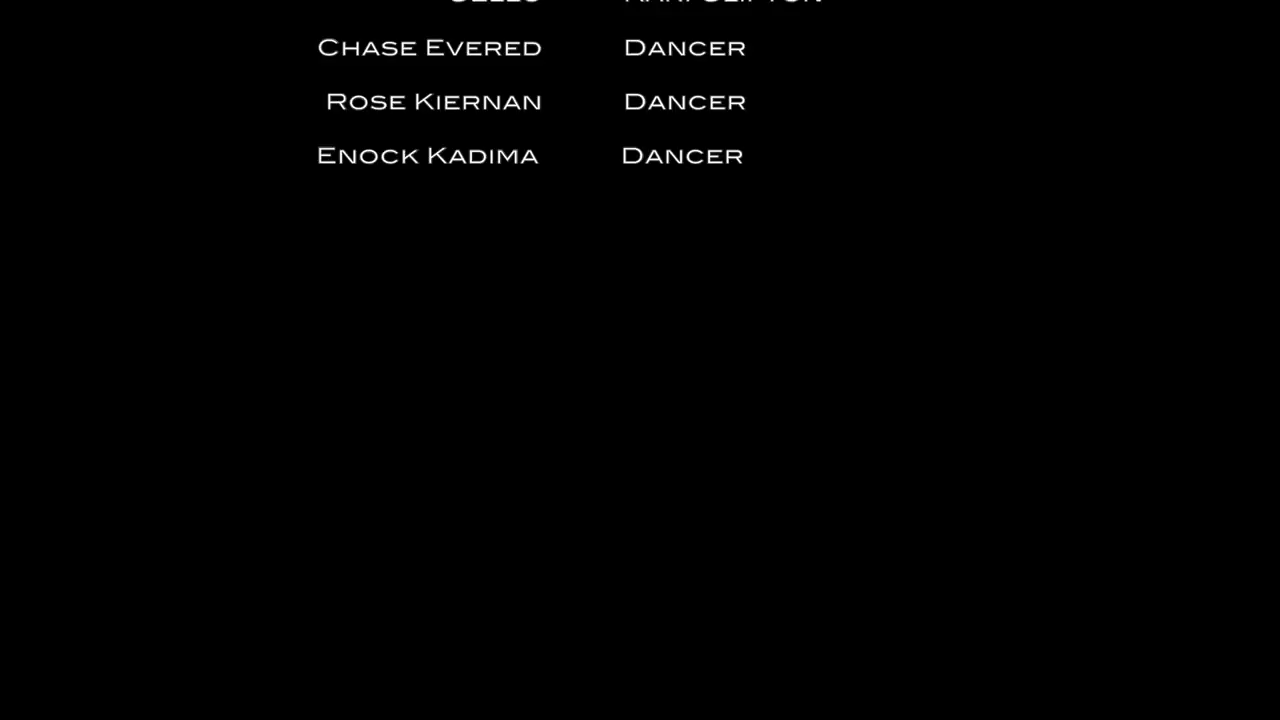 Chase Evered Dancer
Rose Kiernan Dancer
Enock Kadima Dancer